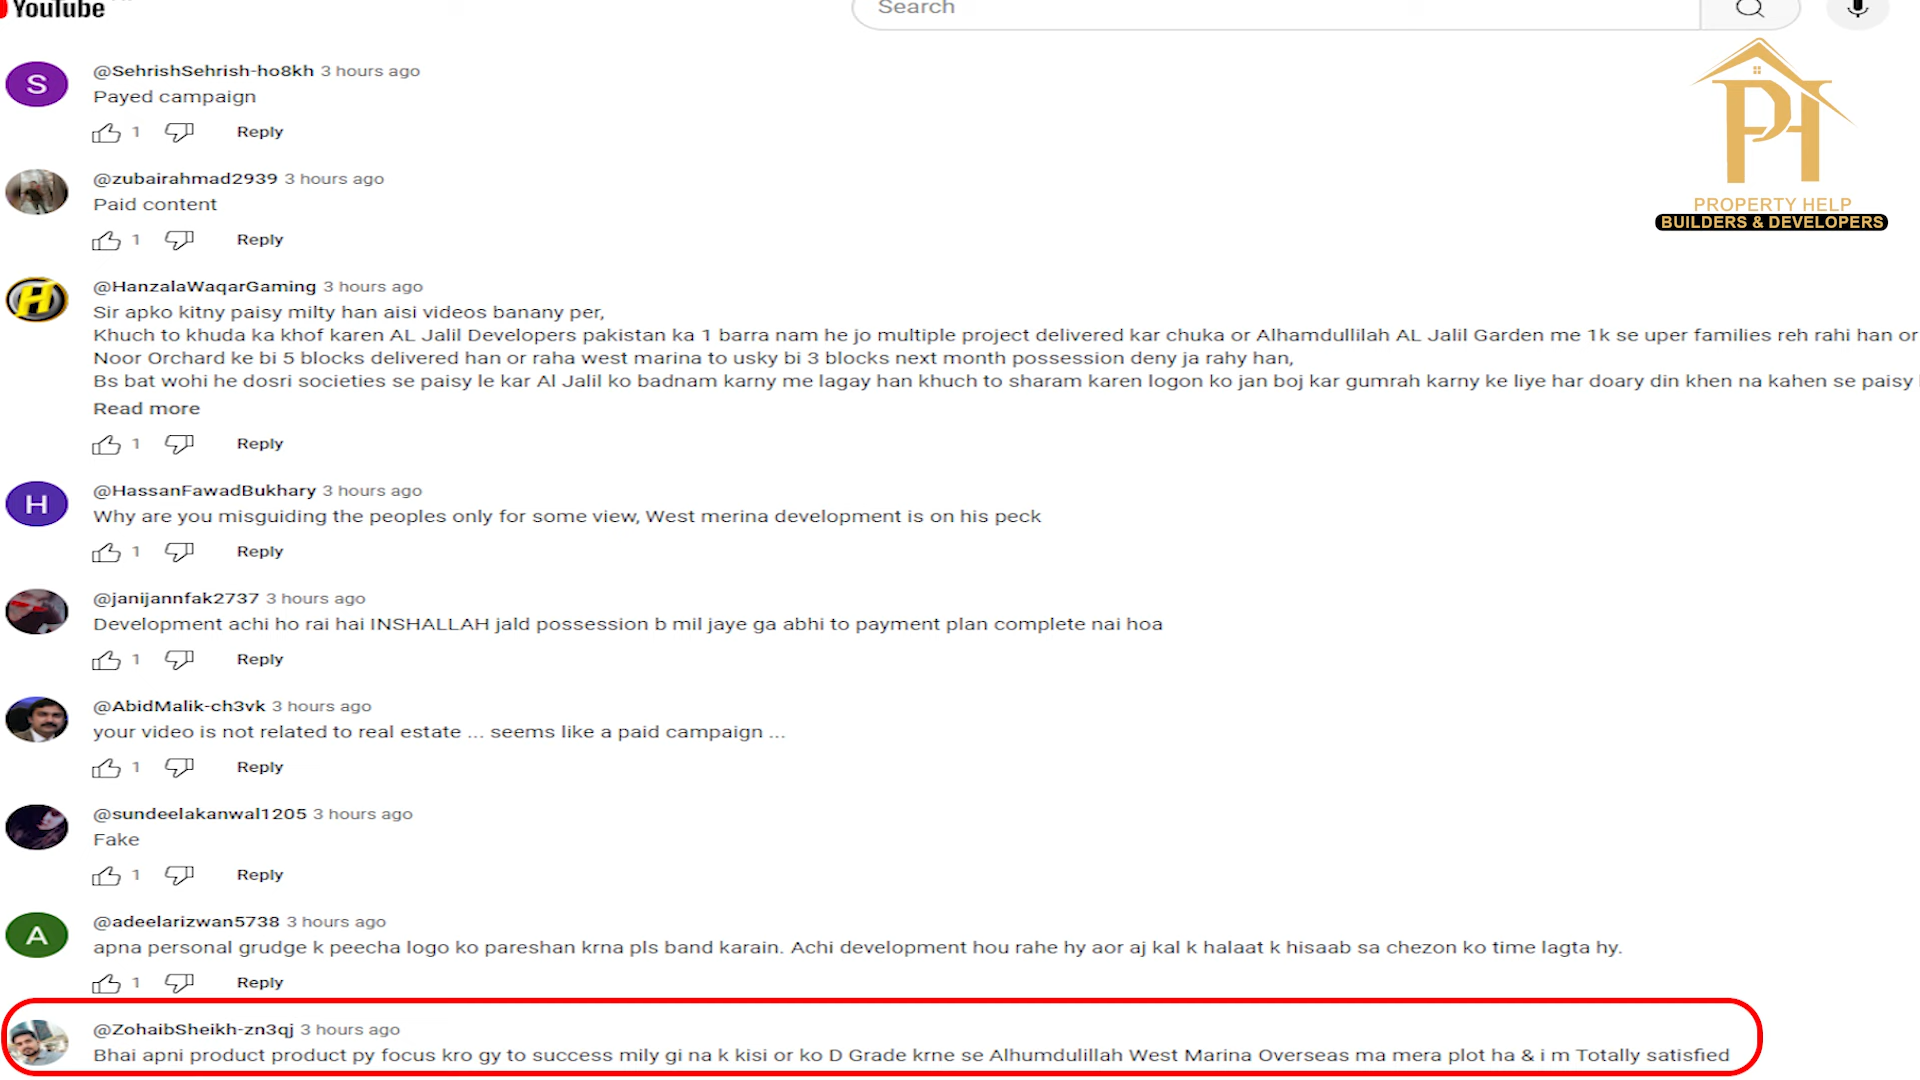 YouTube
Search
@SehrishSehrish-ho8kh 3 hours ago
Payed campaign
1 Reply
@zubairahmad2939 3 hours ago
Paid content
1 Reply
@HanzalaWaqarGaming 3 hours ago
Sir apko kitny paisy milty han aisi videos banany per,
Khuch to khuda ka khof karen AL Jalil Developers pakistan ka 1 barra nam he jo multiple project delivered kar chuka or Alhamdullilah AL Jalil Garden me 1k se uper families reh rahi han or
Noor Orchard ke bi 5 blocks delivered han or raha west marina to usky bi 3 blocks next month possession deny ja rahy han,
Bs bat wohi he dosri societies se paisy le kar Al Jalil ko badnam karny me lagay han khuch to sharam karen logon ko jan boj kar gumrah karny ke liye har doary din khen na kahen se paisy
Read more
1 Reply
@HassanFawadBukhary 3 hours ago
Why are you misguiding the peoples only for some view, West merina development is on his peck
1 Reply
@janijannfak2737 3 hours ago
Development achi ho rai hai INSHALLAH jald possession b mil jaye ga abhi to payment plan complete nai hoa
1 Reply
@AbidMalik-ch3vk 3 hours ago
your video is not related to real estate ... seems like a paid campaign ...
1 Reply
@sundeelakanwal1205 3 hours ago
Fake
1 Reply
@adeelarizwan5738 3 hours ago
apna personal grudge k peecha logo ko pareshan krna pls band karain. Achi development hou rahe hy aor aj kal k halaat k hisaab sa chezon ko time lagta hy.
1 Reply
@ZohaibSheikh-zn3qj 3 hours ago
Bhai apni product product py focus kro gy to success mily gi na k kisi or ko D Grade krne se Alhumdulillah West Marina Overseas ma mera plot ha & i m Totally satisfied
S
H
H
A
PH
PROPERTY HELP
BUILDERS & DEVELOPERS